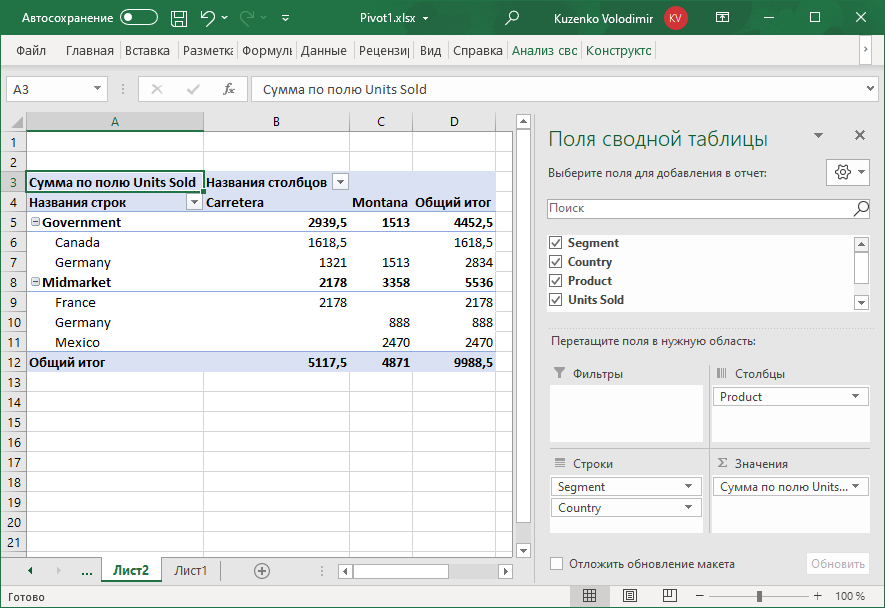 Автосохранение Pivot1.xlsx Kuzenko Volodimir KV
Файл Главная Вставка Разметка Формулы Данные Рецензир Вид Справка Анализ сво Конструктс
A3 fx Сумма по полю Units Sold
A B C D
1
2
3 Сумма по полю Units Sold Названия столбцов
4 Названия строк Carretera Montana Общий итог
5 Government 2939,5 1513 4452,5
6 Canada 1618,5 1618,5
7 Germany 1321 1513 2834
8 Midmarket 2178 3358 5536
9 France 2178 2178
10 Germany 888 888
11 Mexico 2470 2470
12 Общий итог 5117,5 4871 9988,5
13
14
15
16
17
18
19
20
21
... Лист2 Лист1
Готово 100 %
Поля сводной таблицы
Выберите поля для добавления в отчет:
Поиск
Segment
Country
Product
Units Sold
Перетащите поля в нужную область:
Фильтры Столбцы
Product
Строки Σ Значения
Segment Сумма по полю Units...
Country
Отложить обновление макета Обновить